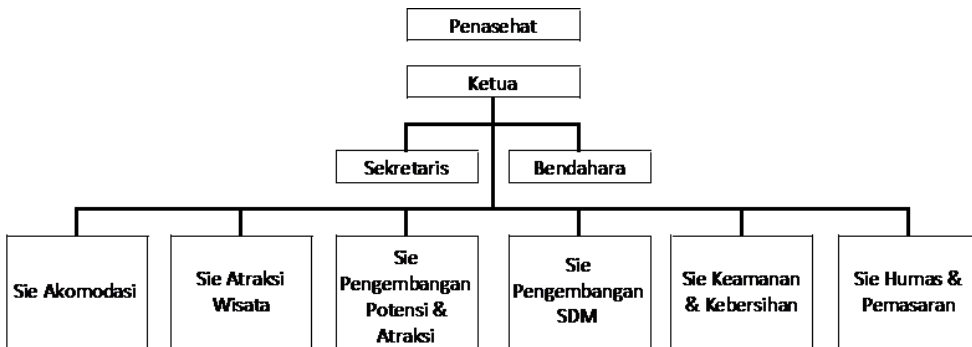 Penasehat
Ketua
Sekretaris
Bendahara
Sie Akomodasi
Sie Atraksi
Wisata
Sie
Pengembangan
Potensi &
Atraksi
Sie
Pengembangan
SDM
Sie Keamanan
& Kebersihan
Sie Humas &
Pemasaran